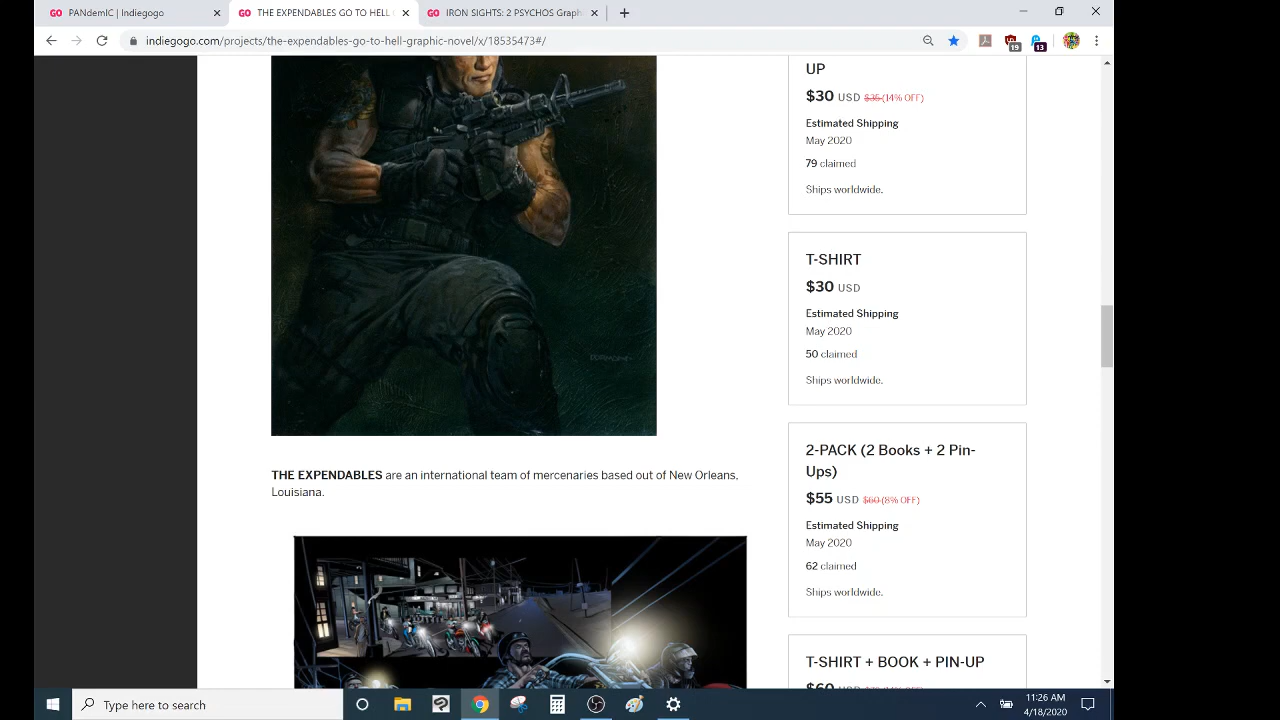 PANdemIC | Indiegogo
THE EXPENDABLES GO TO HELL
IRON SIGHTS: 2 PSYCHOS Graph
indiegogo.com/projects/the-expendables-go-to-hell-graphic-novel/x/18535473#/
19
13
UP
$30 USD $35 (14% OFF)
Estimated Shipping
May 2020
79 claimed
Ships worldwide.
T-SHIRT
$30 USD
Estimated Shipping
May 2020
50 claimed
Ships worldwide.
2-PACK (2 Books + 2 Pin-
Ups)
$55 USD $60 (8% OFF)
Estimated Shipping
May 2020
62 claimed
Ships worldwide.
T-SHIRT + BOOK + PIN-UP
$60 USD
THE EXPENDABLES are an international team of mercenaries based out of New Orleans,
Louisiana.
Type here to search
11:26 AM
4/18/2020